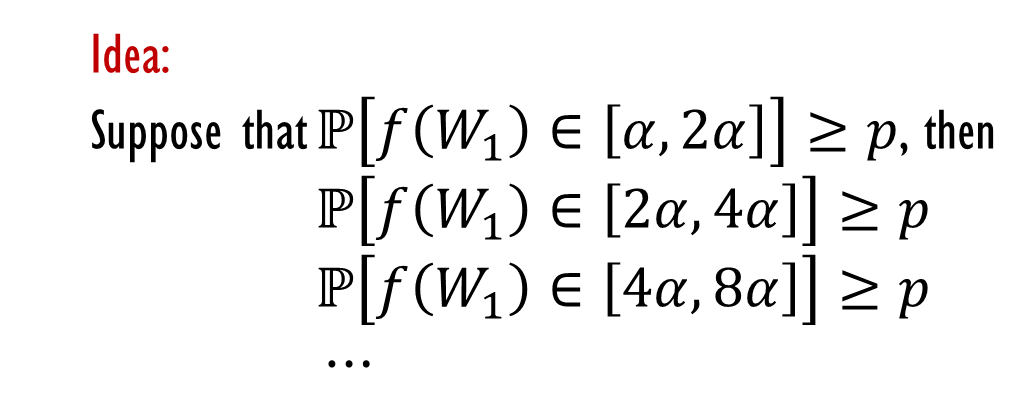 Idea:
Suppose that ℙ[f(W₁) ∈ [α, 2α]] ≥ p, then
ℙ[f(W₁) ∈ [2α, 4α]] ≥ p
ℙ[f(W₁) ∈ [4α, 8α]] ≥ p
…